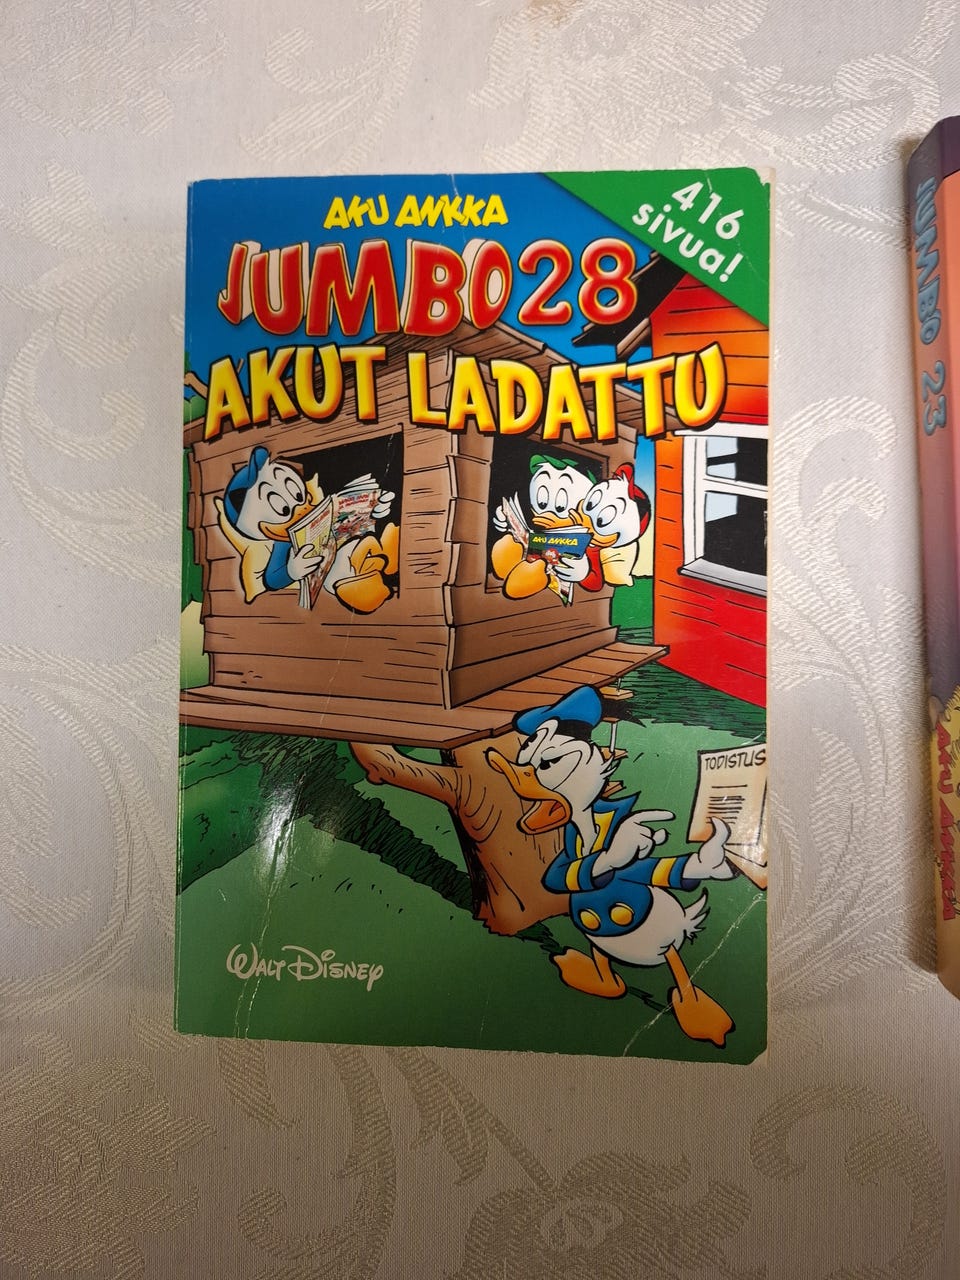 AKU ANKKA
JUMBO 28
AKUT LADATTU
416
sivua!
AKU ANKKA
TODISTUS
WALT DISNEY
JUMBO 23
AKU ANKKA